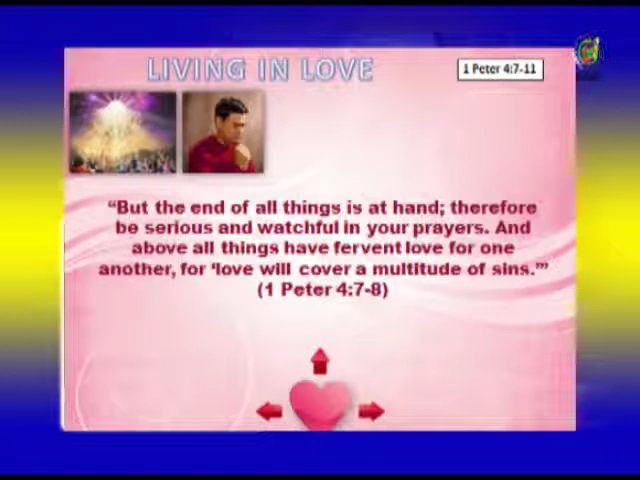 LIVING IN LOVE
1 Peter 4:7-11
“But the end of all things is at hand; therefore
be serious and watchful in your prayers. And
above all things have fervent love for one
another, for ‘love will cover a multitude of sins.’”
(1 Peter 4:7-8)